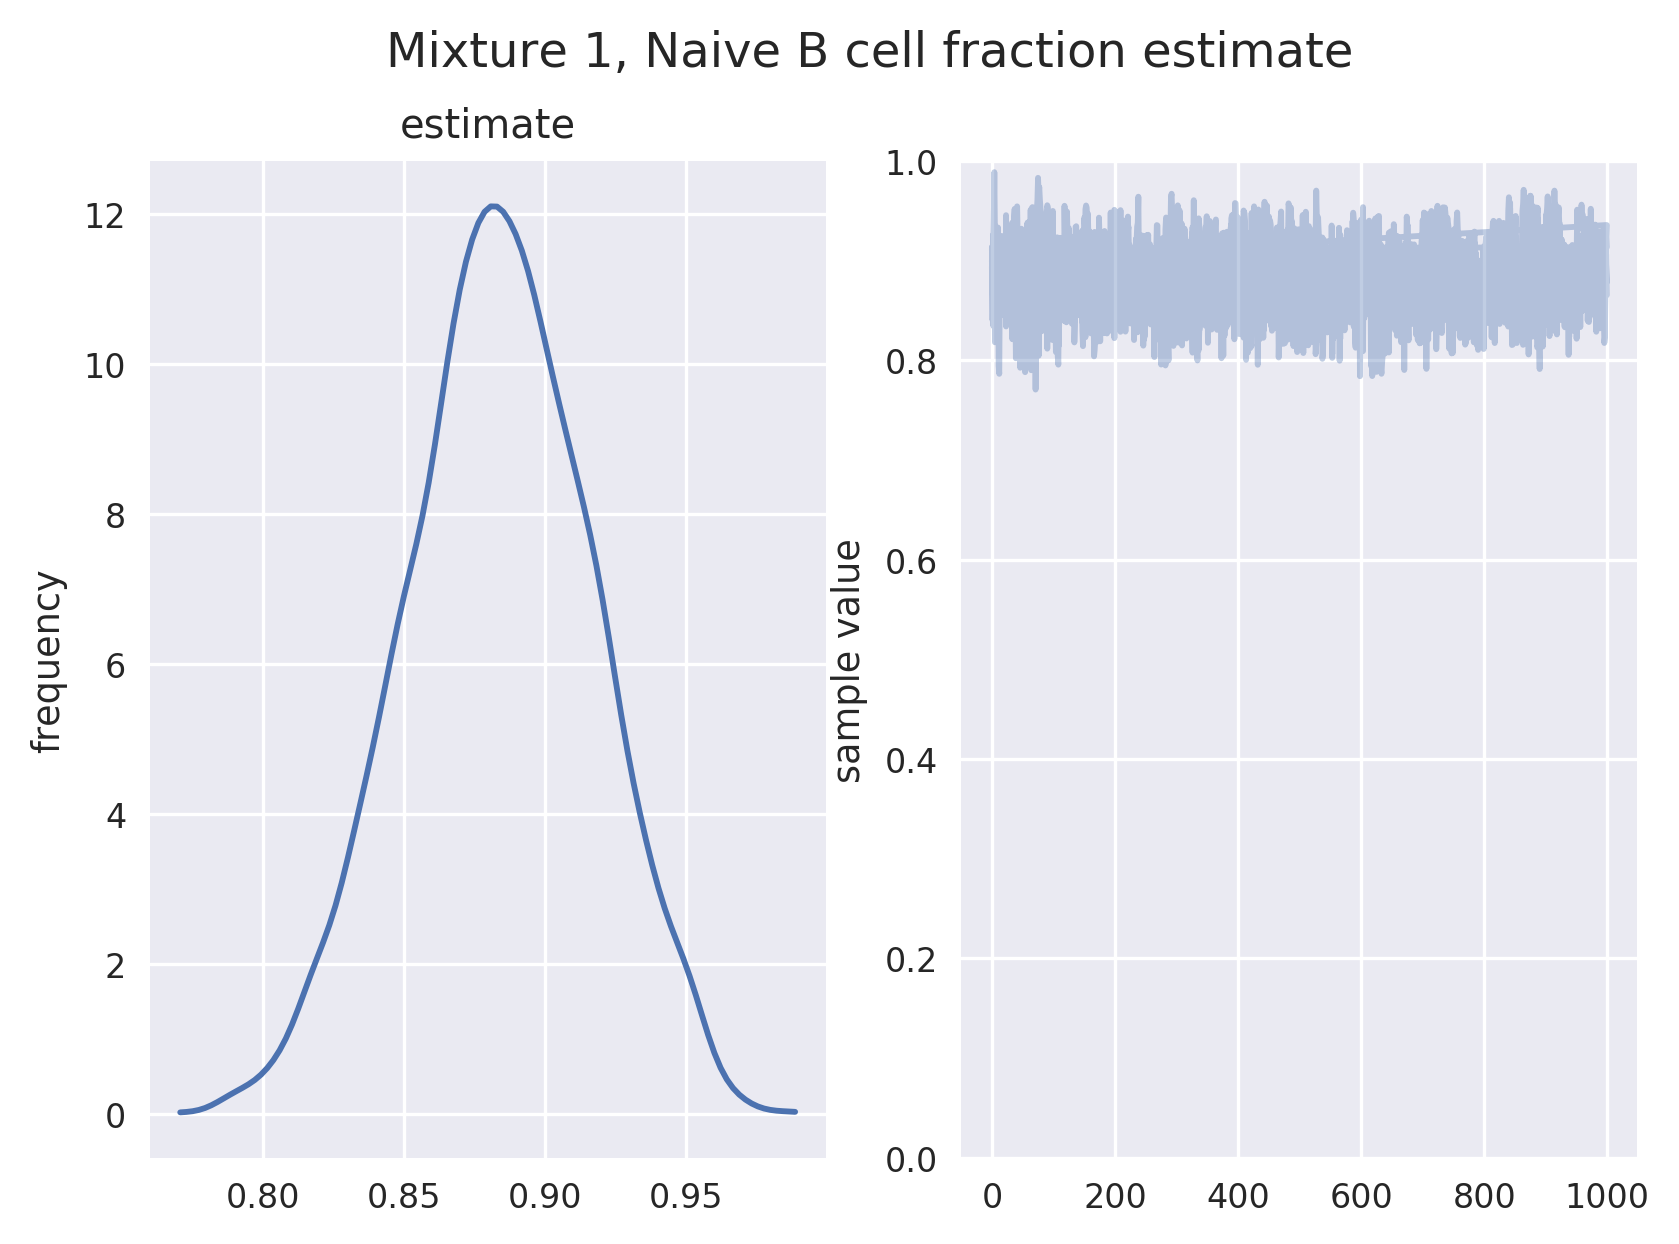 Mixture 1, Naive B cell fraction estimate
estimate
frequency
12
10
8
6
4
2
0
0.80 0.85 0.90 0.95
sample value
1.0
0.8
0.6
0.4
0.2
0.0
0 200 400 600 800 1000